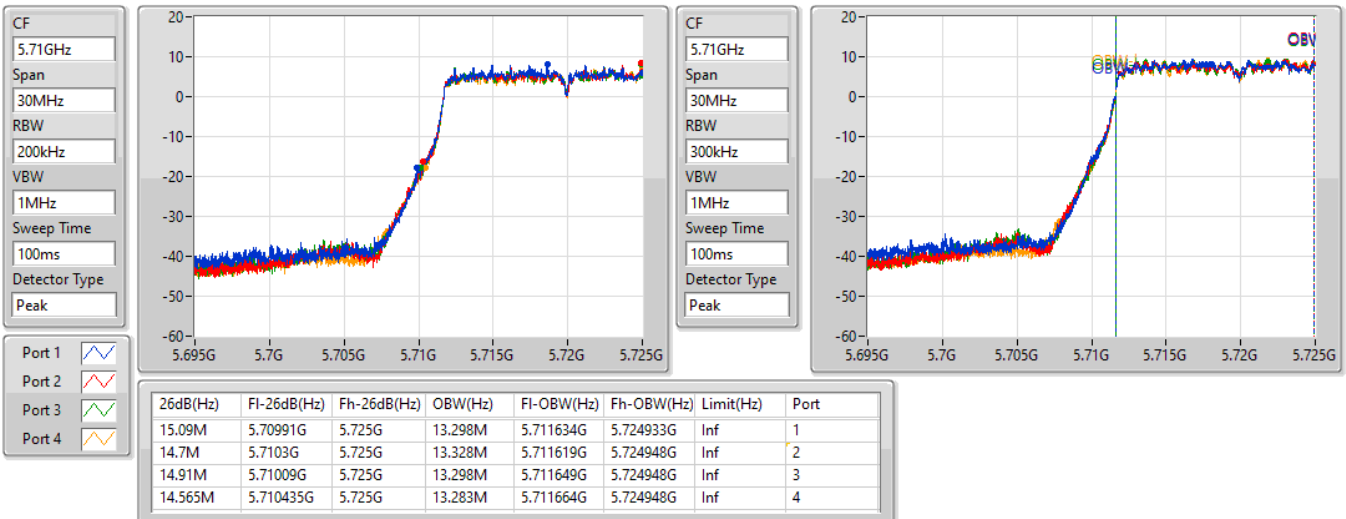 CF
5.71GHz
Span
30MHz
RBW
200kHz
VBW
1MHz
Sweep Time
100ms
Detector Type
Peak
20
10
0
-10
-20
-30
-40
-50
-60
5.695G 5.7G 5.705G 5.71G 5.715G 5.72G 5.725G
CF
5.71GHz
Span
30MHz
RBW
300kHz
VBW
1MHz
Sweep Time
100ms
Detector Type
Peak
20
10
0
-10
-20
-30
-40
-50
-60
OBW
OBV
5.695G 5.7G 5.705G 5.71G 5.715G 5.72G 5.725G
Port 1
Port 2
Port 3
Port 4
26dB(Hz) Fl-26dB(Hz) Fh-26dB(Hz) OBW(Hz) Fl-OBW(Hz) Fh-OBW(Hz) Limit(Hz) Port
15.09M 5.70991G 5.725G 13.298M 5.711634G 5.724933G Inf 1
14.7M 5.7103G 5.725G 13.328M 5.711619G 5.724948G Inf 2
14.91M 5.71009G 5.725G 13.298M 5.711649G 5.724948G Inf 3
14.565M 5.710435G 5.725G 13.283M 5.711664G 5.724948G Inf 4